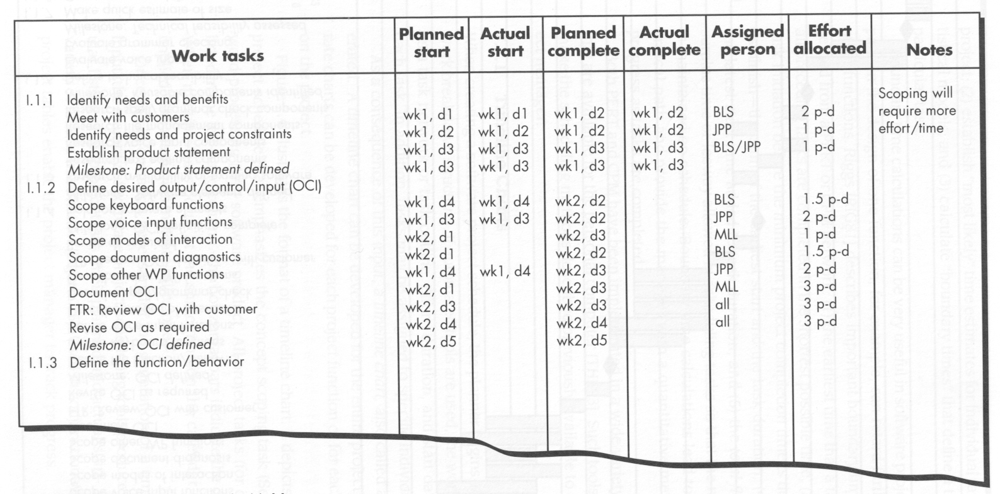 Work tasks Planned start Actual start Planned complete Actual complete Assigned person Effort allocated Notes
I.1.1 Identify needs and benefits
Meet with customers wk1, d1 wk1, d1 wk1, d2 wk1, d2 BLS 2 p-d
Identify needs and project constraints wk1, d2 wk1, d2 wk1, d2 wk1, d2 JPP 1 p-d
Establish product statement wk1, d3 wk1, d3 wk1, d3 wk1, d3 BLS/JPP 1 p-d
Milestone: Product statement defined wk1, d3 wk1, d3 wk1, d3 wk1, d3
I.1.2 Define desired output/control/input (OCI)
Scope keyboard functions wk1, d4 wk1, d4 wk2, d2 BLS 1.5 p-d
Scope voice input functions wk1, d3 wk1, d3 wk2, d2 JPP 2 p-d
Scope modes of interaction wk2, d1 wk2, d3 MLL 1 p-d
Scope document diagnostics wk2, d1 wk2, d2 BLS 1.5 p-d
Scope other WP functions wk1, d4 wk1, d4 wk2, d3 JPP 2 p-d
Document OCI wk2, d1 wk2, d3 MLL 3 p-d
FTR: Review OCI with customer wk2, d3 wk2, d3 all 3 p-d
Revise OCI as required wk2, d4 wk2, d4 all 3 p-d
Milestone: OCI defined wk2, d5 wk2, d5
I.1.3 Define the function/behavior
Scoping will
require more
effort/time